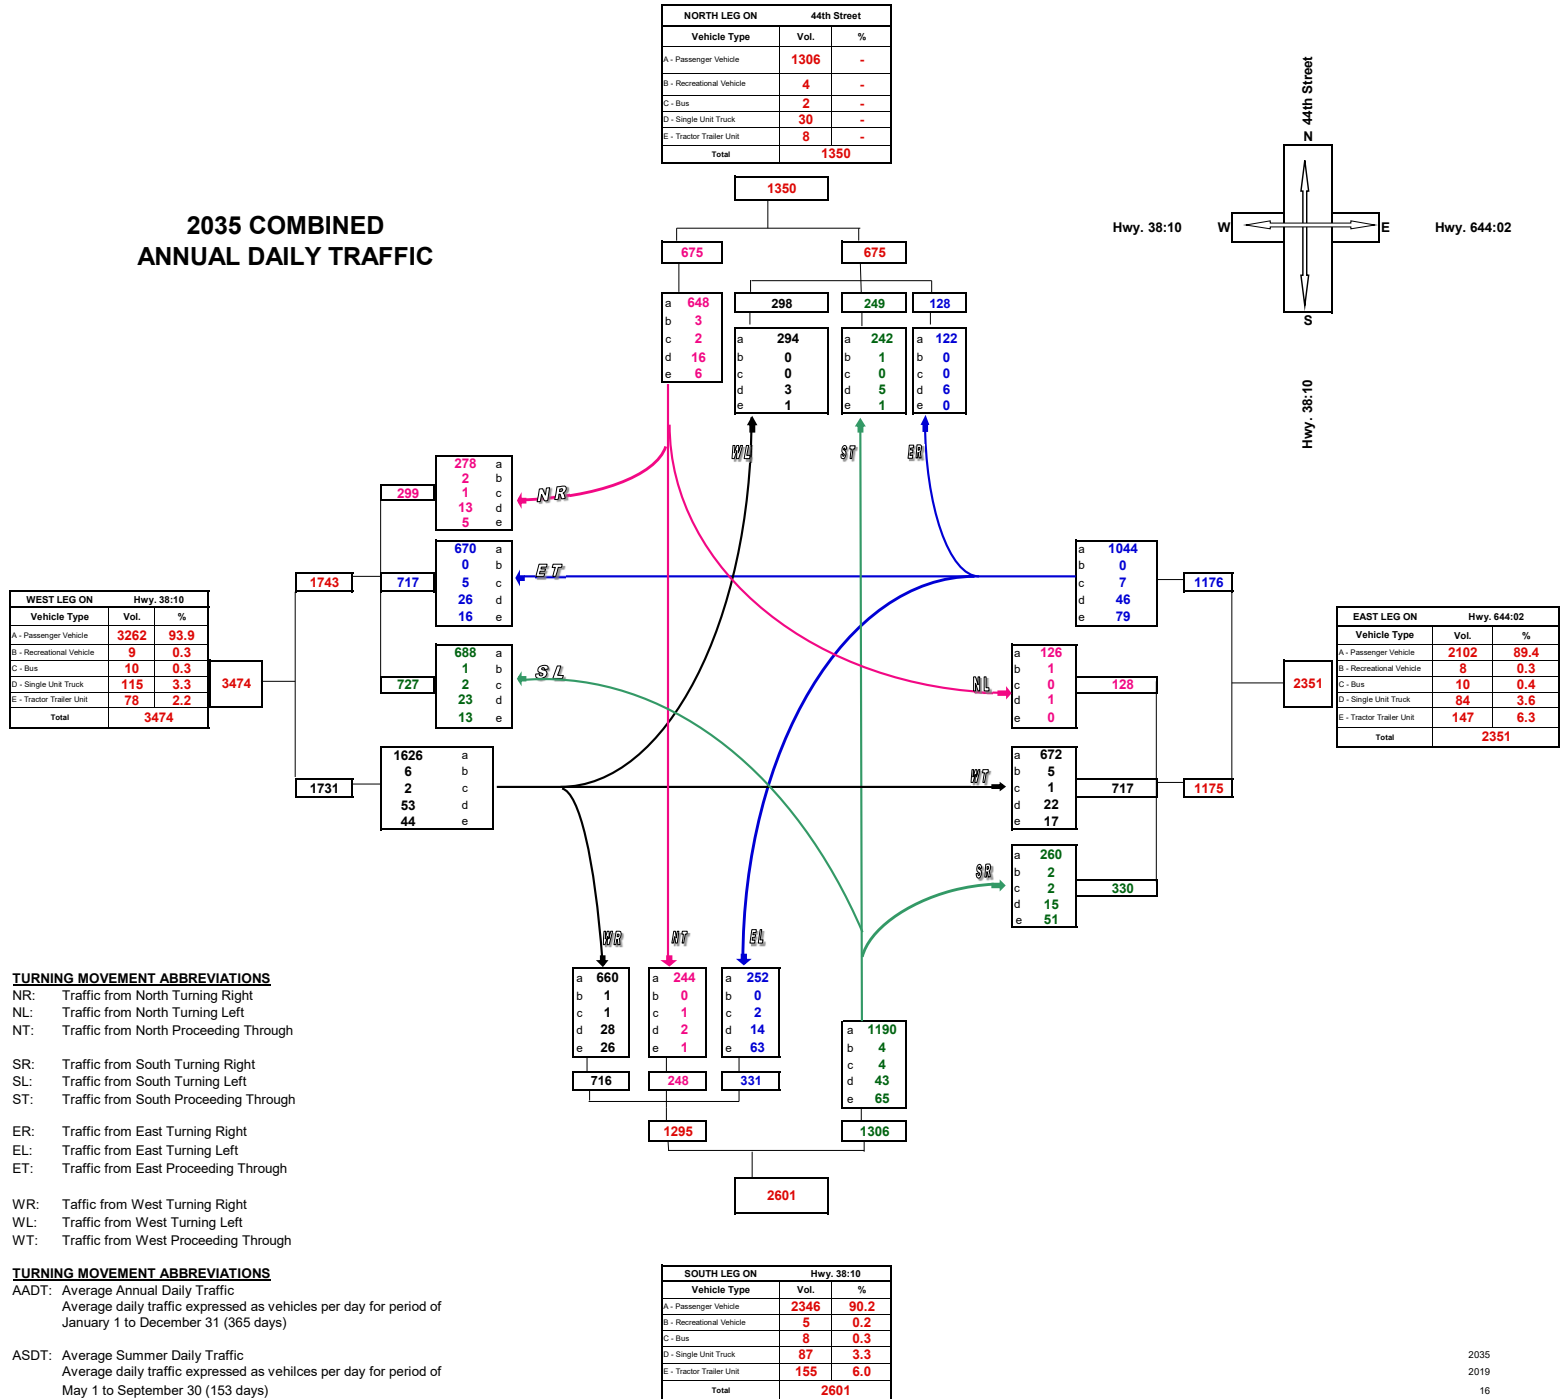 NORTH LEG ON 44th Street
Vehicle Type Vol. %
A - Passenger Vehicle 1306 -
B - Recreational Vehicle 4 -
C - Bus 2 -
D - Single Unit Truck 30 -
E - Tractor Trailer Unit 8 -
Total 1350
1350
44th Street
N
Hwy. 38:10 W E Hwy. 644:02
S
Hwy. 38:10
2035 COMBINED
ANNUAL DAILY TRAFFIC
675 675
298 249 128
a 648
b 3
c 2
d 16
e 6
a 294
b 0
c 0
d 3
e 1
a 242
b 1
c 0
d 5
e 1
a 122
b 0
c 0
d 6
e 0
WL ST ER
278 a
2 b
1 c
13 d
5 e
299
NR
670 a
0 b
5 c
26 d
16 e
1743 717
ET
688 a
1 b
2 c
23 d
13 e
727
SL
1626 a
6 b
2 c
53 d
44 e
1731
WEST LEG ON Hwy. 38:10
Vehicle Type Vol. %
A - Passenger Vehicle 3262 93.9
B - Recreational Vehicle 9 0.3
C - Bus 10 0.3
D - Single Unit Truck 115 3.3
E - Tractor Trailer Unit 78 2.2
Total 3474
3474
a 1044
b 0
c 7
d 46
e 79
1176
NL
a 126
b 1
c 0
d 1
e 0
128
WT
a 672
b 5
c 1
d 22
e 17
717 1175
SR
a 260
b 2
c 2
d 15
e 51
330
2351
EAST LEG ON Hwy. 644:02
Vehicle Type Vol. %
A - Passenger Vehicle 2102 89.4
B - Recreational Vehicle 8 0.3
C - Bus 10 0.4
D - Single Unit Truck 84 3.6
E - Tractor Trailer Unit 147 6.3
Total 2351
WR NT EL
a 660
b 1
c 1
d 28
e 26
716
a 244
b 0
c 1
d 2
e 1
248
a 252
b 0
c 2
d 14
e 63
331
a 1190
b 4
c 4
d 43
e 65
1295 1306
2601
TURNING MOVEMENT ABBREVIATIONS
NR: Traffic from North Turning Right
NL: Traffic from North Turning Left
NT: Traffic from North Proceeding Through
SR: Traffic from South Turning Right
SL: Traffic from South Turning Left
ST: Traffic from South Proceeding Through
ER: Traffic from East Turning Right
EL: Traffic from East Turning Left
ET: Traffic from East Proceeding Through
WR: Taffic from West Turning Right
WL: Traffic from West Turning Left
WT: Traffic from West Proceeding Through
TURNING MOVEMENT ABBREVIATIONS
AADT: Average Annual Daily Traffic
Average daily traffic expressed as vehicles per day for period of
January 1 to December 31 (365 days)
ASDT: Average Summer Daily Traffic
Average daily traffic expressed as vehilces per day for period of
May 1 to September 30 (153 days)
SOUTH LEG ON Hwy. 38:10
Vehicle Type Vol. %
A - Passenger Vehicle 2346 90.2
B - Recreational Vehicle 5 0.2
C - Bus 8 0.3
D - Single Unit Truck 87 3.3
E - Tractor Trailer Unit 155 6.0
Total 2601
2035
2019
16